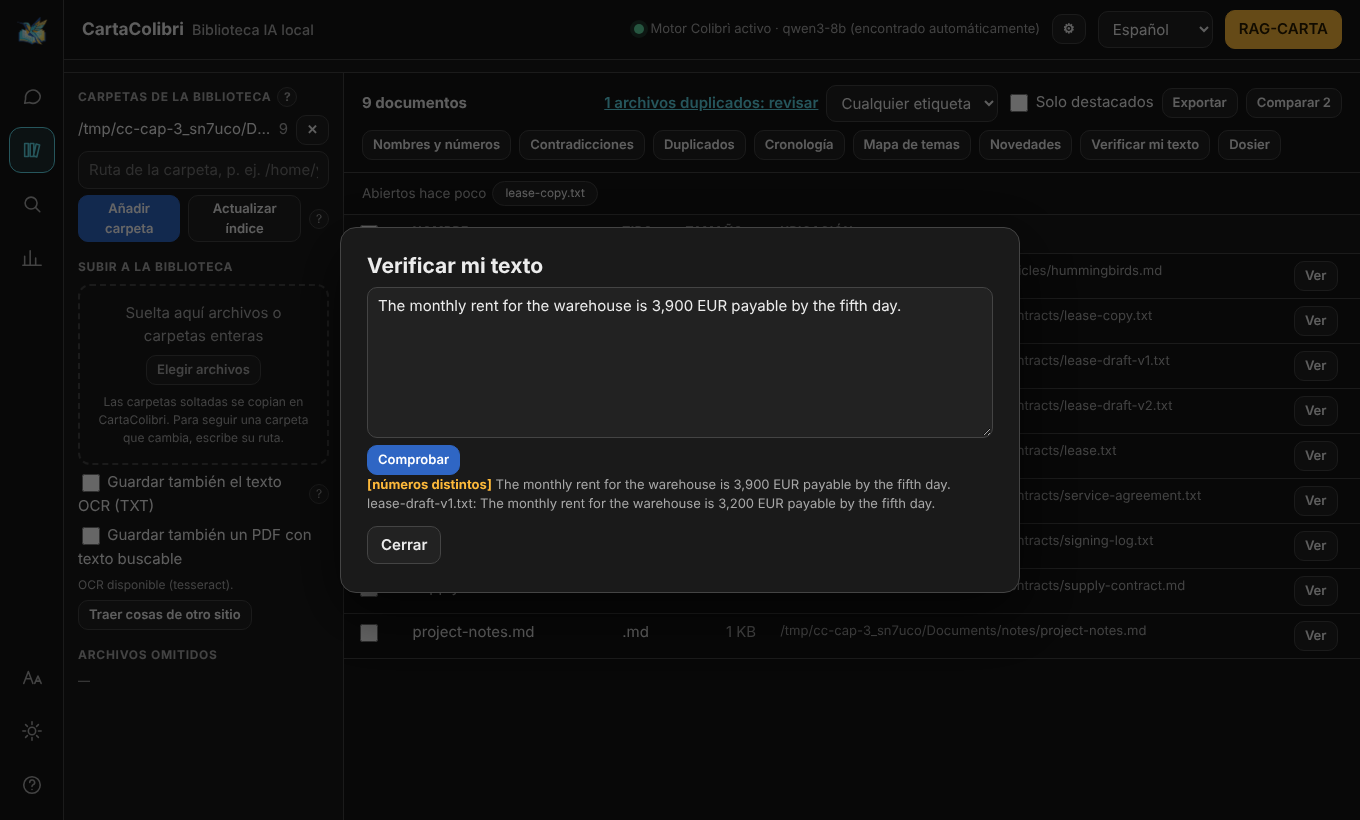 CartaColibri Biblioteca IA local
Motor Colibrì activo · qwen3-8b (encontrado automáticamente)
Español
RAG-CARTA
CARPETAS DE LA BIBLIOTECA ?
/tmp/cc-cap-3_sn7uco/D... 9 ×
Ruta de la carpeta, p. ej. /home/
Añadir carpeta
Actualizar índice
?
SUBIR A LA BIBLIOTECA
Suelta aquí archivos o
carpetas enteras
Elegir archivos
Las carpetas soltadas se copian en
CartaColibri. Para seguir una carpeta
que cambia, escribe su ruta.
Guardar también el texto
OCR (TXT)
?
Guardar también un PDF con
texto buscable
OCR disponible (tesseract).
Traer cosas de otro sitio
ARCHIVOS OMITIDOS
—
AA
9 documentos
1 archivos duplicados: revisar
Cualquier etiqueta
Solo destacados
Exportar
Comparar 2
Nombres y números
Contradicciones
Duplicados
Cronología
Mapa de temas
Novedades
Verificar mi texto
Dosier
Abiertos hace poco lease-copy.txt
Verificar mi texto
The monthly rent for the warehouse is 3,900 EUR payable by the fifth day.
Comprobar
[números distintos] The monthly rent for the warehouse is 3,900 EUR payable by the fifth day.
lease-draft-v1.txt: The monthly rent for the warehouse is 3,200 EUR payable by the fifth day.
Cerrar
cles/hummingbirds.md Ver
ntracts/lease-copy.txt Ver
ntracts/lease-draft-v1.txt Ver
ntracts/lease-draft-v2.txt Ver
ntracts/lease.txt Ver
ntracts/service-agreement.txt Ver
ntracts/signing-log.txt Ver
ntracts/supply-contract.md Ver
project-notes.md .md 1 KB /tmp/cc-cap-3_sn7uco/Documents/notes/project-notes.md Ver